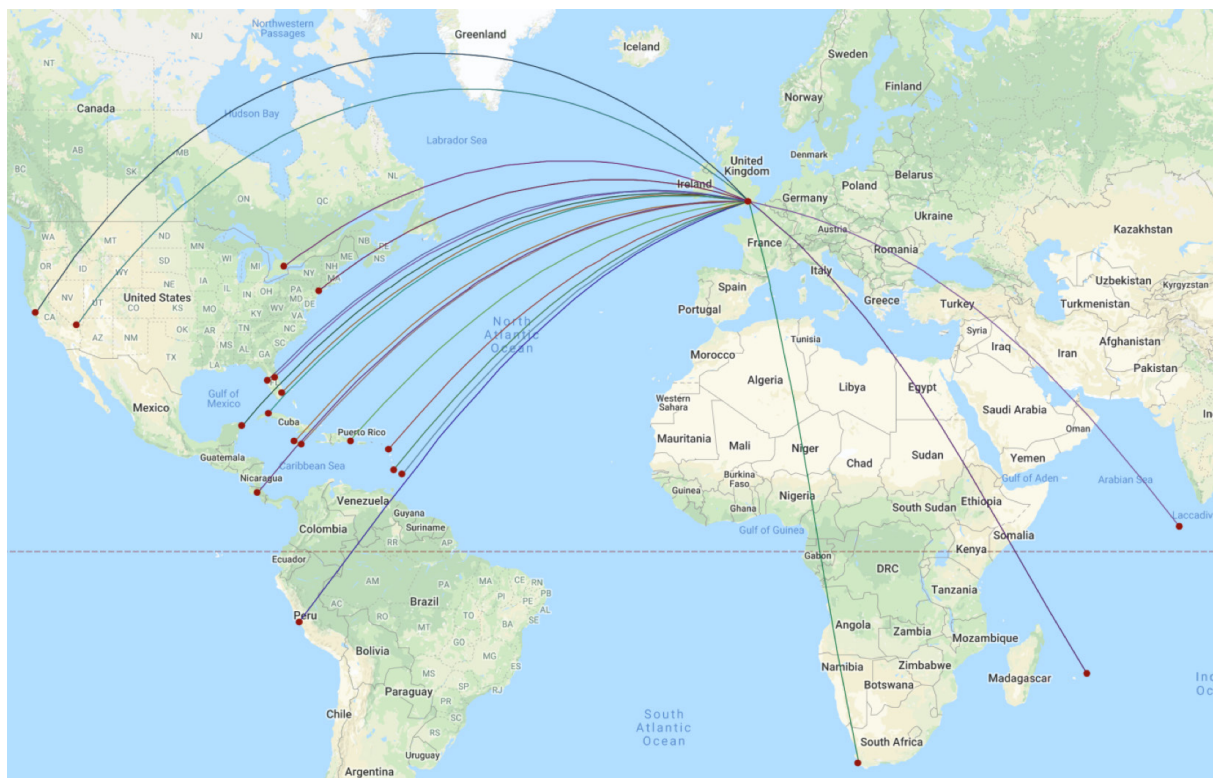 Northwestern
Passages
NU
Greenland
Iceland
Sweden
Finland
Norway
NT
Canada
Hudson Bay
Labrador Sea
AB
MB
BC
SK
ON
QC
NB
PE
NS
United
Kingdom
Ireland
Denmark
Belarus
Poland
Germany
Ukraine
Austria
France
Romania
Kazakhstan
Italy
Spain
Portugal
Greece
Turkey
Uzbekistan
Kyrgyzstan
Turkmenistan
Syria
Iraq
Iran
Afghanistan
Pakistan
WA
MT
ND
MN
OR
ID
WY
SD
WI
MI
NY
NH
MA
NV
UT
United States
CA
CO
KS
MO
IL
IN
OH
PA
MD
DE
KY
WV
VA
AZ
NM
OK
AR
TN
NC
MS
SC
TX
LA
AL
GA
FL
North
Atlantic
Ocean
Gulf of
Mexico
Mexico
Cuba
Puerto Rico
Guatemala
Caribbean Sea
Nicaragua
Morocco
Tunisia
Algeria
Libya
Egypt
Western
Sahara
Saudi Arabia
Oman
Mauritania
Mali
Niger
Chad
Sudan
Yemen
Gulf of Aden
Arabian Sea
Burkina
Faso
Guinea
Ghana
Nigeria
Ethiopia
South Sudan
Somalia
Laccadiv
Gulf of Guinea
Venezuela
Guyana
Suriname
Colombia
RR
AP
Ecuador
Gabon
Kenya
DRC
Tanzania
AM
PA
MA
CE
RN
PB
PI
PE
AL
SE
AC
TO
RO
BA
MT
Peru
Brazil
GO
MG
ES
MS
SP
RJ
PR
SC
RS
Bolivia
Paraguay
Chile
Uruguay
Argentina
Angola
Zambia
Mozambique
Zimbabwe
Namibia
Botswana
Madagascar
South Africa
South
Atlantic
Ocean